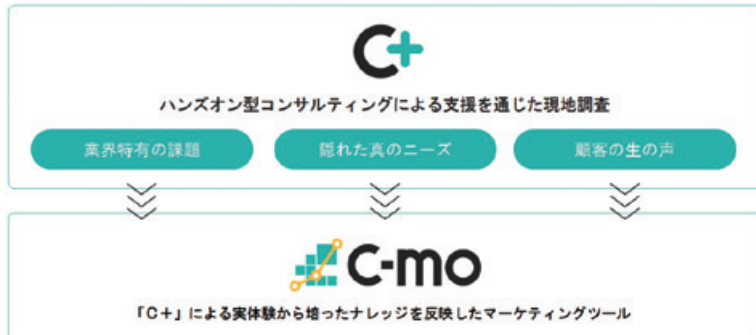 C+
ハンズオン型コンサルティングによる支援を通じた現地調査
業界特有の課題
隠れた真のニーズ
顧客の生の声
C-mo
「C+」による実体験から培ったナレッジを反映したマーケティングツール